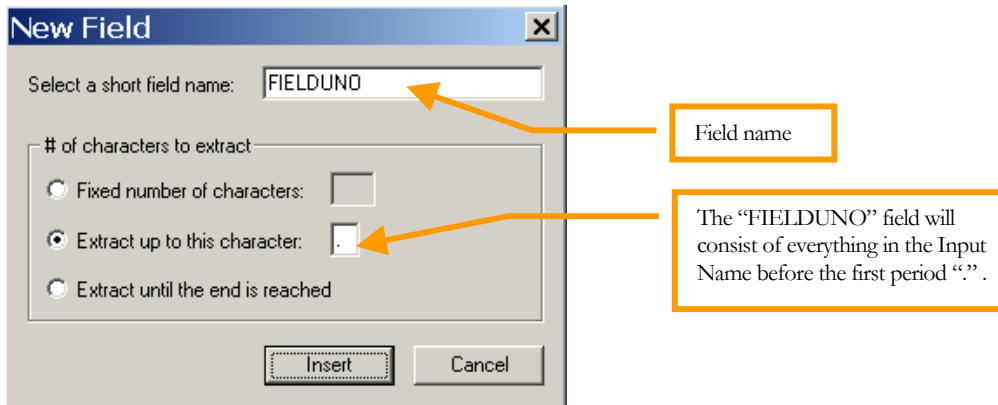 New Field
Select a short field name: FIELDUNO
Field name
# of characters to extract
Fixed number of characters:
Extract up to this character: .
Extract until the end is reached
The “FIELDUNO” field will
consist of everything in the Input
Name before the first period “.” .
Insert Cancel